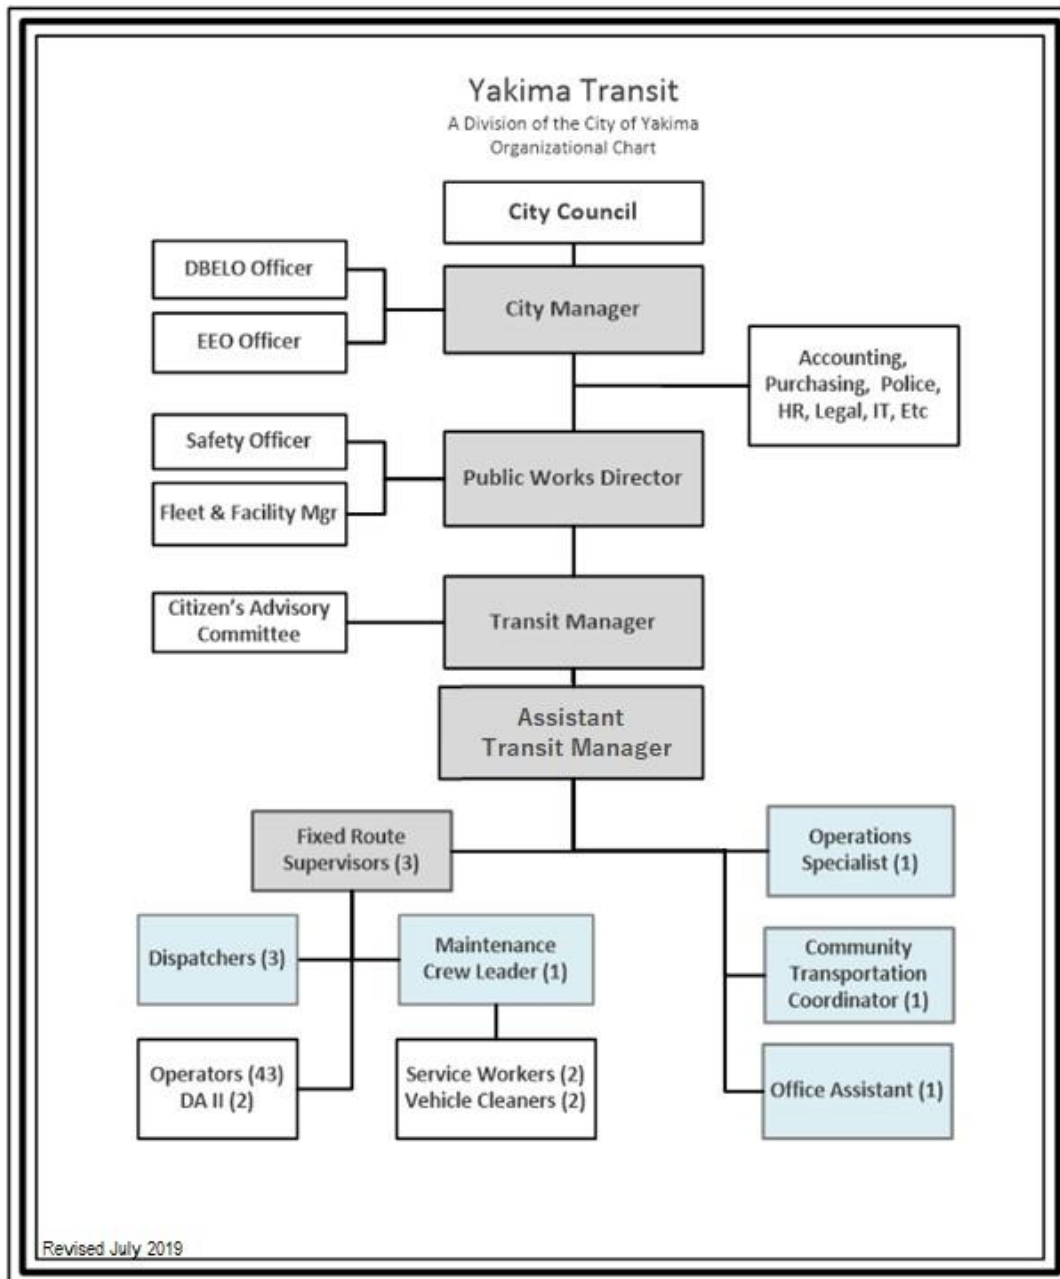 Yakima Transit
A Division of the City of Yakima
Organizational Chart
City Council
DBELO Officer
City Manager
EEO Officer
Accounting,
Purchasing, Police,
HR, Legal, IT, Etc
Safety Officer
Public Works Director
Fleet & Facility Mgr
Citizen's Advisory
Committee
Transit Manager
Assistant
Transit Manager
Fixed Route
Supervisors (3)
Operations
Specialist (1)
Dispatchers (3)
Maintenance
Crew Leader (1)
Community
Transportation
Coordinator (1)
Operators (43)
DA II (2)
Service Workers (2)
Vehicle Cleaners (2)
Office Assistant (1)
Revised July 2019